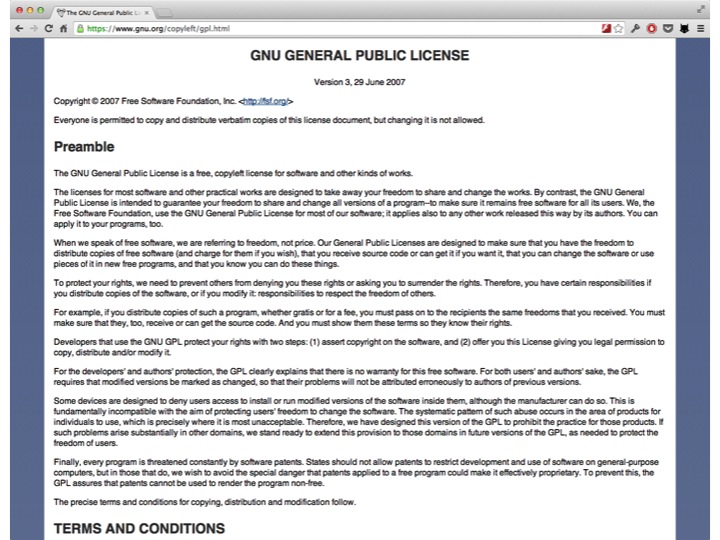 The GNU General Public Li
https://www.gnu.org/copyleft/gpl.html
GNU GENERAL PUBLIC LICENSE
Version 3, 29 June 2007
Copyright © 2007 Free Software Foundation, Inc. <http://fsf.org/>
Everyone is permitted to copy and distribute verbatim copies of this license document, but changing it is not allowed.
Preamble
The GNU General Public License is a free, copyleft license for software and other kinds of works.
The licenses for most software and other practical works are designed to take away your freedom to share and change the works. By contrast, the GNU General
Public License is intended to guarantee your freedom to share and change all versions of a program--to make sure it remains free software for all its users. We, the
Free Software Foundation, use the GNU General Public License for most of our software; it applies also to any other work released this way by its authors. You can
apply it to your programs, too.
When we speak of free software, we are referring to freedom, not price. Our General Public Licenses are designed to make sure that you have the freedom to
distribute copies of free software (and charge for them if you wish), that you receive source code or can get it if you want it, that you can change the software or use
pieces of it in new free programs, and that you know you can do these things.
To protect your rights, we need to prevent others from denying you these rights or asking you to surrender the rights. Therefore, you have certain responsibilities if
you distribute copies of the software, or if you modify it: responsibilities to respect the freedom of others.
For example, if you distribute copies of such a program, whether gratis or for a fee, you must pass on to the recipients the same freedoms that you received. You must
make sure that they, too, receive or can get the source code. And you must show them these terms so they know their rights.
Developers that use the GNU GPL protect your rights with two steps: (1) assert copyright on the software, and (2) offer you this License giving you legal permission to
copy, distribute and/or modify it.
For the developers' and authors' protection, the GPL clearly explains that there is no warranty for this free software. For both users' and authors' sake, the GPL
requires that modified versions be marked as changed, so that their problems will not be attributed erroneously to authors of previous versions.
Some devices are designed to deny users access to install or run modified versions of the software inside them, although the manufacturer can do so. This is
fundamentally incompatible with the aim of protecting users' freedom to change the software. The systematic pattern of such abuse occurs in the area of products for
individuals to use, which is precisely where it is most unacceptable. Therefore, we have designed this version of the GPL to prohibit the practice for those products. If
such problems arise substantially in other domains, we stand ready to extend this provision to those domains in future versions of the GPL, as needed to protect the
freedom of users.
Finally, every program is threatened constantly by software patents. States should not allow patents to restrict development and use of software on general-purpose
computers, but in those that do, we wish to avoid the special danger that patents applied to a free program could make it effectively proprietary. To prevent this, the
GPL assures that patents cannot be used to render the program non-free.
The precise terms and conditions for copying, distribution and modification follow.
TERMS AND CONDITIONS